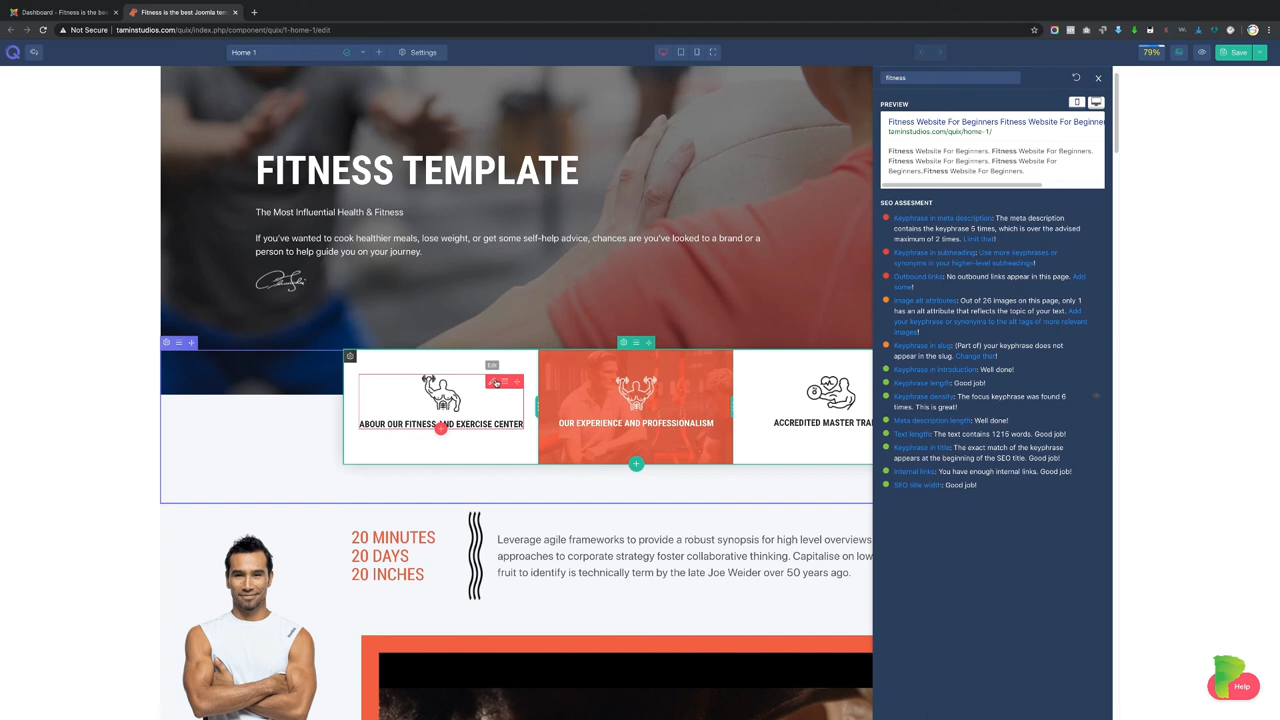 Dashboard - Fitness is the be
Fitness is the best Joomla tem
Not Secure
taminstudios.com/quix/index.php/component/quix/1-home-1/edit
Home 1
Settings
79%
Save
FITNESS TEMPLATE
The Most Influential Health & Fitness
If you've wanted to cook healthier meals, lose weight, or get some self-help advice, chances are you've looked to a brand or a
person to help guide you on your journey.
Edit
ABOUR OUR FITNESS AND EXERCISE CENTER
OUR EXPERIENCE AND PROFESSIONALISM
ACCREDITED MASTER TRA
20 MINUTES
20 DAYS
20 INCHES
Leverage agile frameworks to provide a robust synopsis for high level overviews
approaches to corporate strategy foster collaborative thinking. Capitalise on low
fruit to identify is technically term by the late Joe Weider over 50 years ago.
fitness
PREVIEW
Fitness Website For Beginners Fitness Website For Beginner
taminstudios.com/quix/home-1/
Fitness Website For Beginners. Fitness Website For Beginners.
Fitness Website For Beginners. Fitness Website For
Beginners.Fitness Website For Beginners.
SEO ASSESMENT
Keyphrase in meta description: The meta description
contains the keyphrase 5 times, which is over the advised
maximum of 2 times. Limit that!
Keyphrase in subheading: Use more keyphrases or
synonyms in your higher-level subheadings!
Outbound links: No outbound links appear in this page. Add
some!
Image alt attributes: Out of 26 images on this page, only 1
has an alt attribute that reflects the topic of your text. Add
your keyphrase or synonyms to the alt tags of more relevant
images!
Keyphrase in slug: (Part of) your keyphrase does not
appear in the slug. Change that!
Keyphrase in introduction: Well done!
Keyphrase length: Good job!
Keyphrase density: The focus keyphrase was found 6
times. This is great!
Meta description length: Well done!
Text length: The text contains 1215 words. Good job!
Keyphrase in title: The exact match of the keyphrase
appears at the beginning of the SEO title. Good job!
Internal links: You have enough internal links. Good job!
SEO title width: Good job!
Help